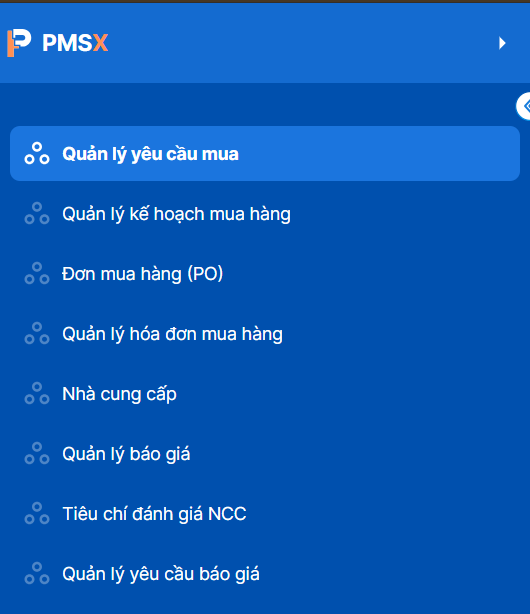 PMSX
Quản lý yêu cầu mua
Quản lý kế hoạch mua hàng
Đơn mua hàng (PO)
Quản lý hóa đơn mua hàng
Nhà cung cấp
Quản lý báo giá
Tiêu chí đánh giá NCC
Quản lý yêu cầu báo giá